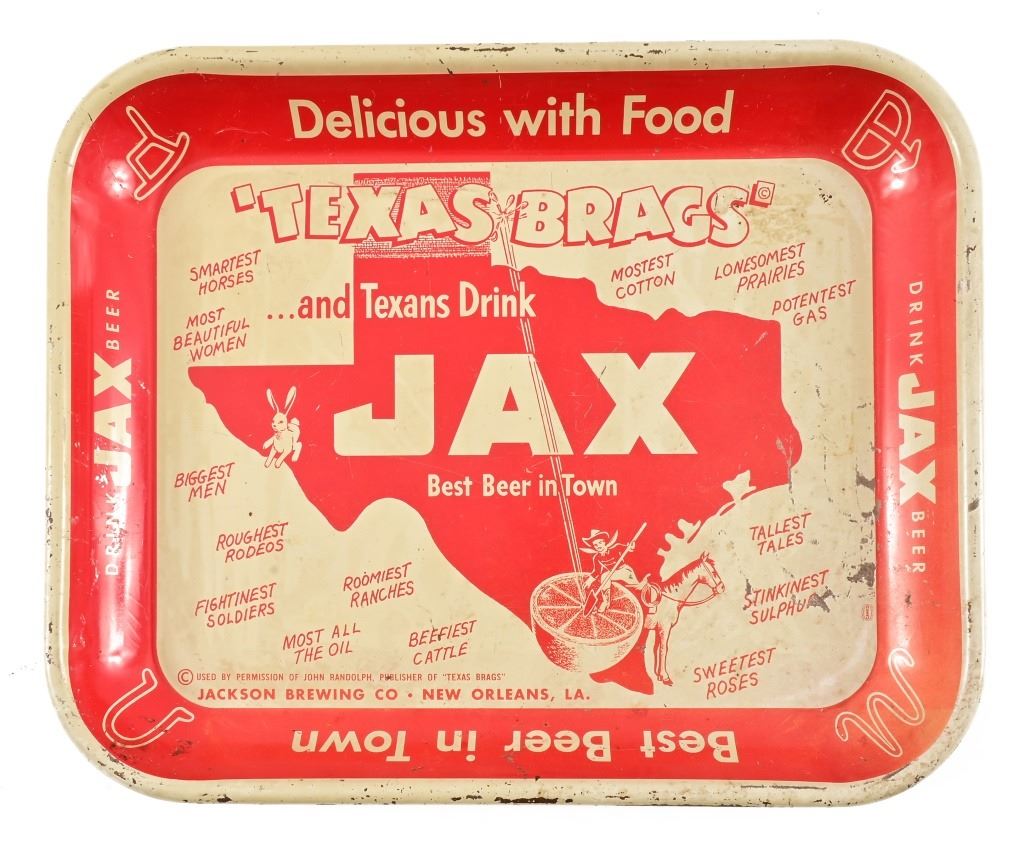 Delicious with Food
'TEXAS BRAGS' ©
SMARTEST
HORSES
MOSTEST
COTTON
LONESOMEST
PRAIRIES
POTENTEST
GAS
MOST
BEAUTIFUL
WOMEN
...and Texans Drink
JAX
Best Beer in Town
BIGGEST
MEN
ROUGHEST
RODEOS
FIGHTINEST
SOLDIERS
ROOMIEST
RANCHES
MOST ALL
THE OIL
BEEFIEST
CATTLE
TALLEST
TALES
STINKINEST
SULPHUR
SWEETEST
ROSES
© USED BY PERMISSION OF JOHN RANDOLPH, PUBLISHER OF "TEXAS BRAGS"
JACKSON BREWING CO • NEW ORLEANS, LA.
DRINK JAX BEER
DRINK JAX BEER
Best Beer in Town